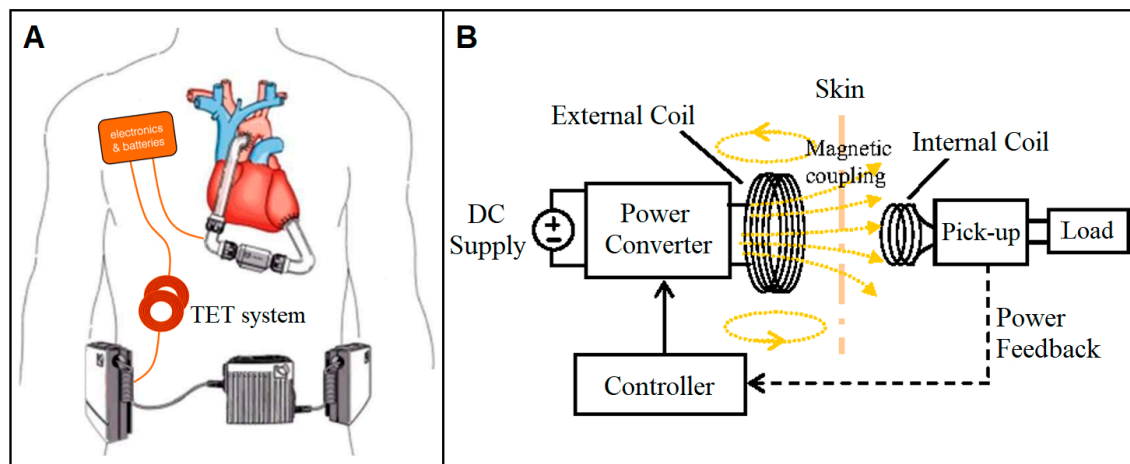 A
electronics
& batteries
TET system
B
Skin
External Coil
Internal Coil
Magnetic
coupling
DC
Supply
Power
Converter
Pick-up
Load
Power
Feedback
Controller